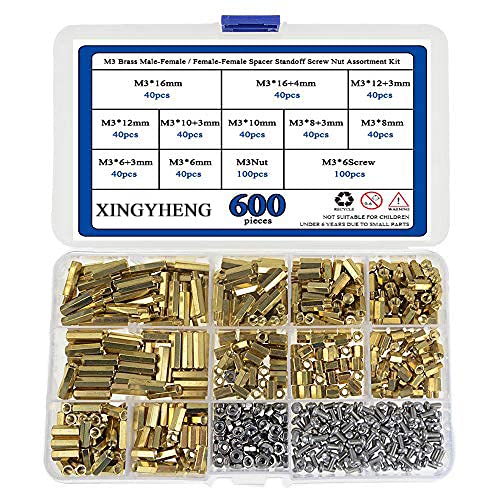 M3 Brass Male-Female / Female-Female Spacer Standoff Screw Nut Assortment Kit
M3*16mm
40pcs
M3*16+4mm
40pcs
M3*12+3mm
40pcs
M3*12mm
40pcs
M3*10+3mm
40pcs
M3*10mm
40pcs
M3*8+3mm
40pcs
M3*8mm
40pcs
M3*6+3mm
40pcs
M3*6mm
40pcs
M3Nut
100pcs
M3*6Screw
100pcs
XINGYHENG
600
pieces
RECYCLE
0-6
WARNING
NOT SUITABLE FOR CHILDREN
UNDER 6 YEARS DUE TO SMALL PARTS